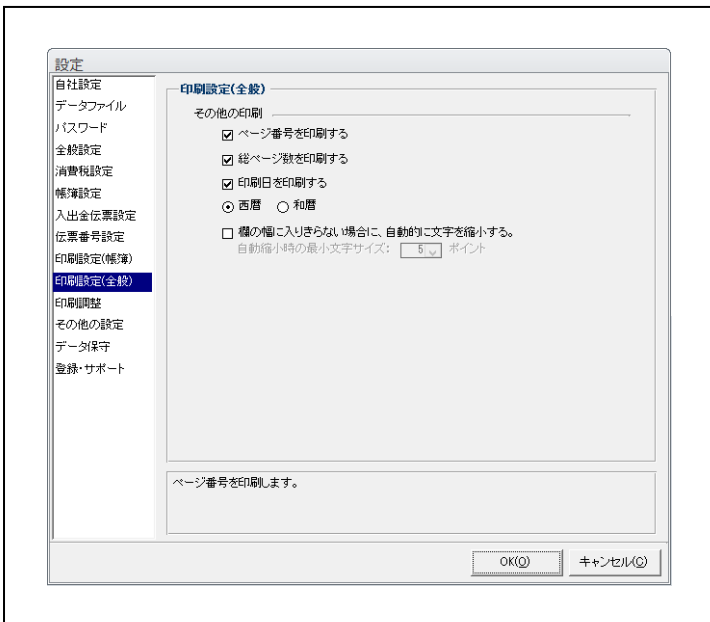 設定
自社設定
データファイル
パスワード
全般設定
消費税設定
帳簿設定
入出金伝票設定
伝票番号設定
印刷設定(帳簿)
印刷設定(全般)
印刷調整
その他の設定
データ保守
登録・サポート
印刷設定(全般)
その他の印刷
ページ番号を印刷する
総ページ数を印刷する
印刷日を印刷する
西暦 和暦
欄の幅に入りきらない場合に、自動的に文字を縮小する。
自動縮小時の最小文字サイズ: 5 ポイント
ページ番号を印刷します。
OK(O) キャンセル(C)